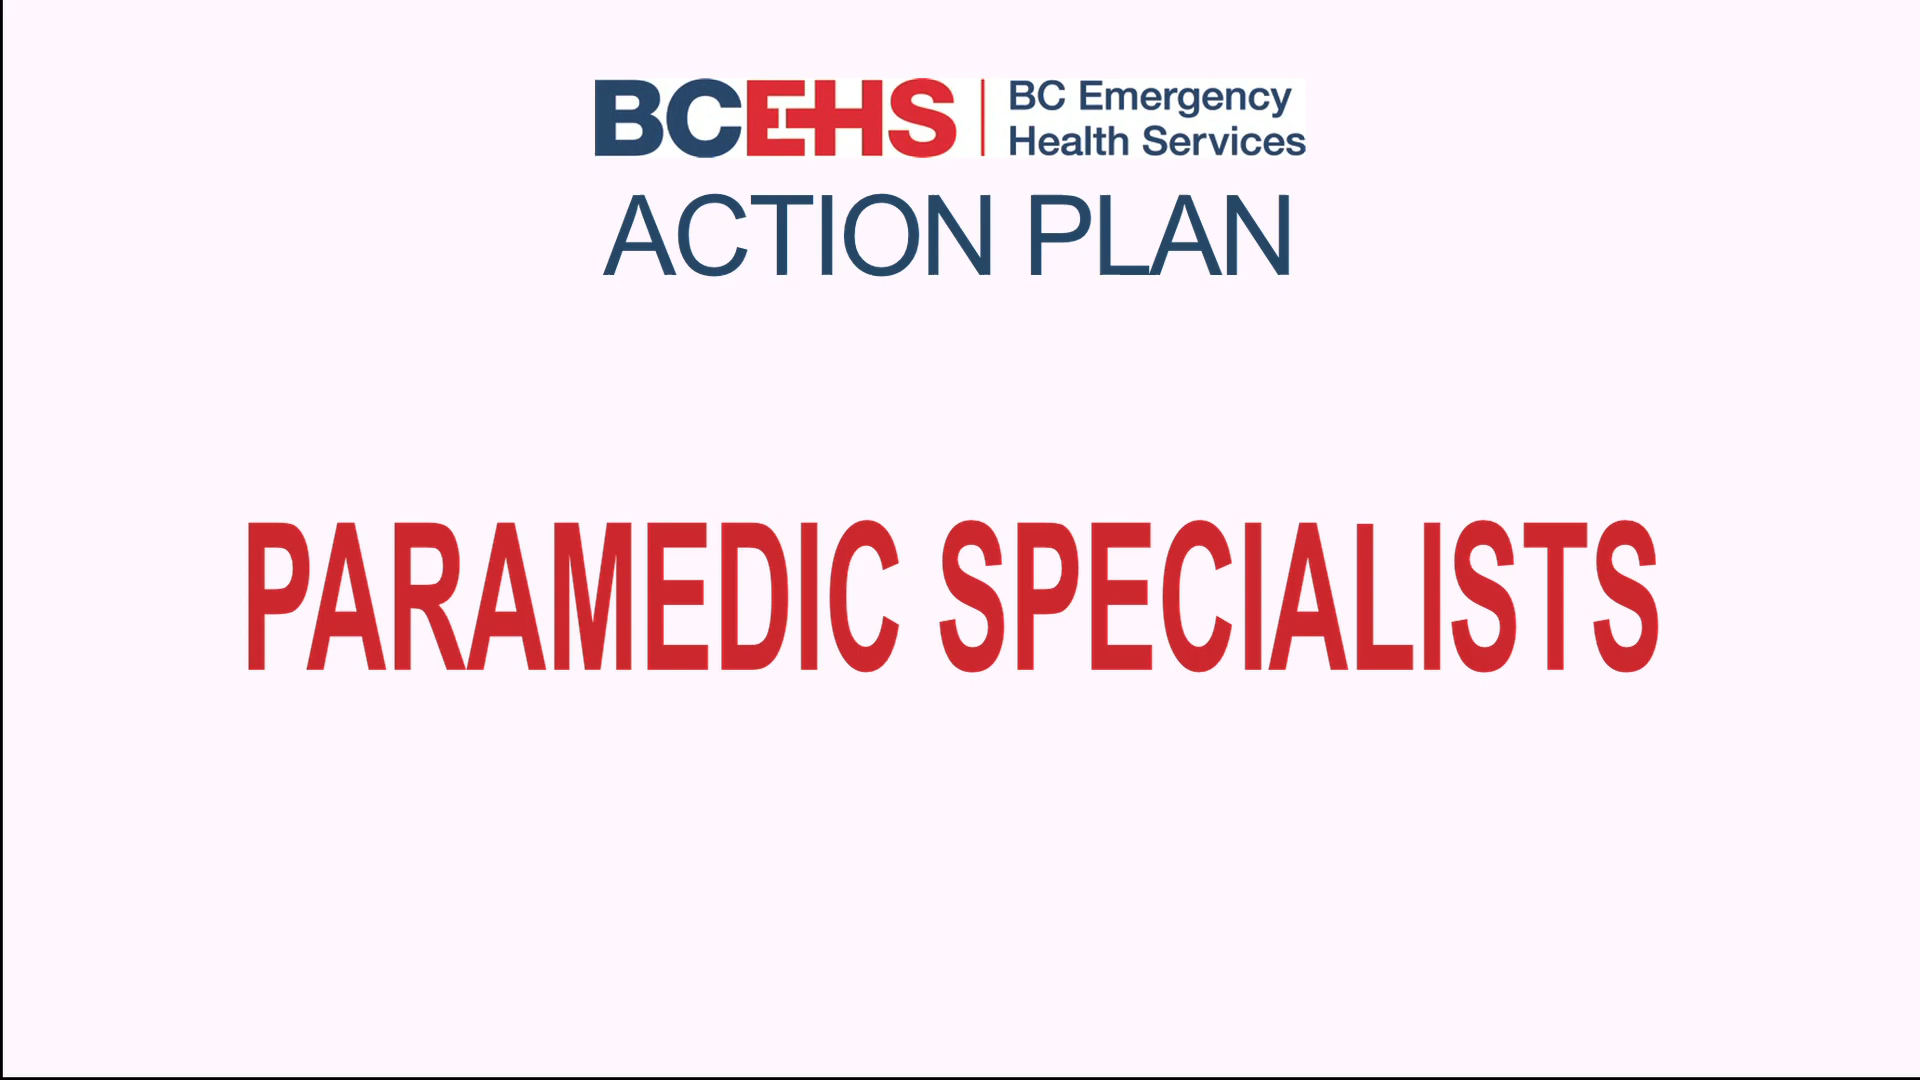 BCEHS
BC Emergency
Health Services
ACTION PLAN
PARAMEDIC SPECIALISTS